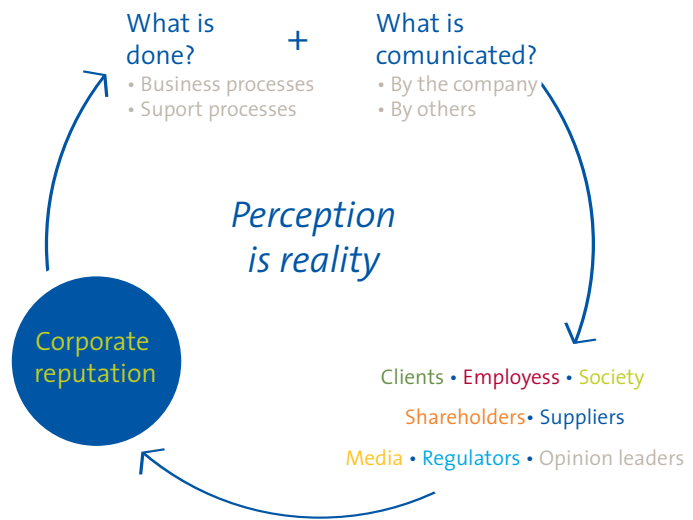 What is
done?
• Business processes
• Suport processes
+
What is
comunicated?
• By the company
• By others
Perception
is reality
Corporate
reputation
Clients • Employess • Society
Shareholders• Suppliers
Media • Regulators • Opinion leaders